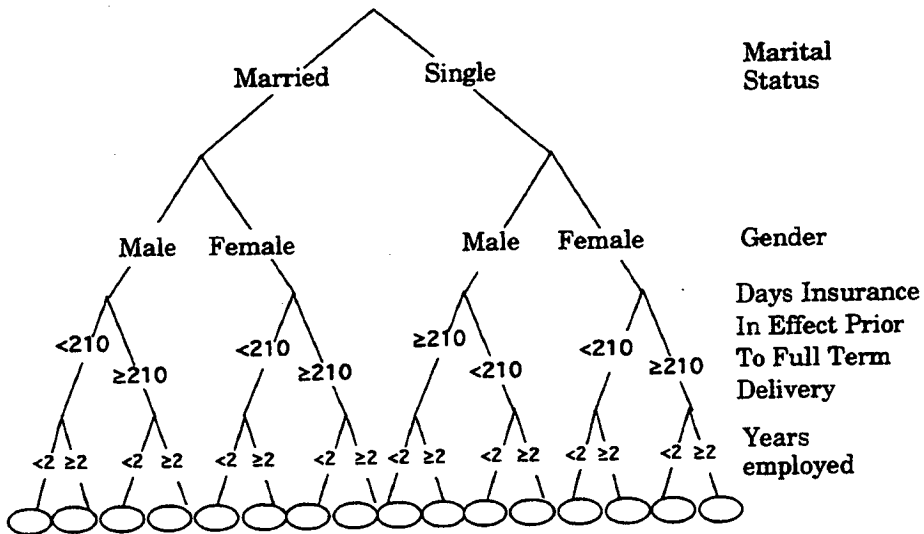 Married Single Marital
Status
Male Female Male Female Gender
Days Insurance
In Effect Prior
To Full Term
Delivery
<210 <210 ≥210 <210
≥210 ≥210 <210 ≥210
Years
employed
<2 ≥2 <2 ≥2 <2 ≥2 <2 ≥2 <2 ≥2 <2 ≥2 <2 ≥2 <2 ≥2